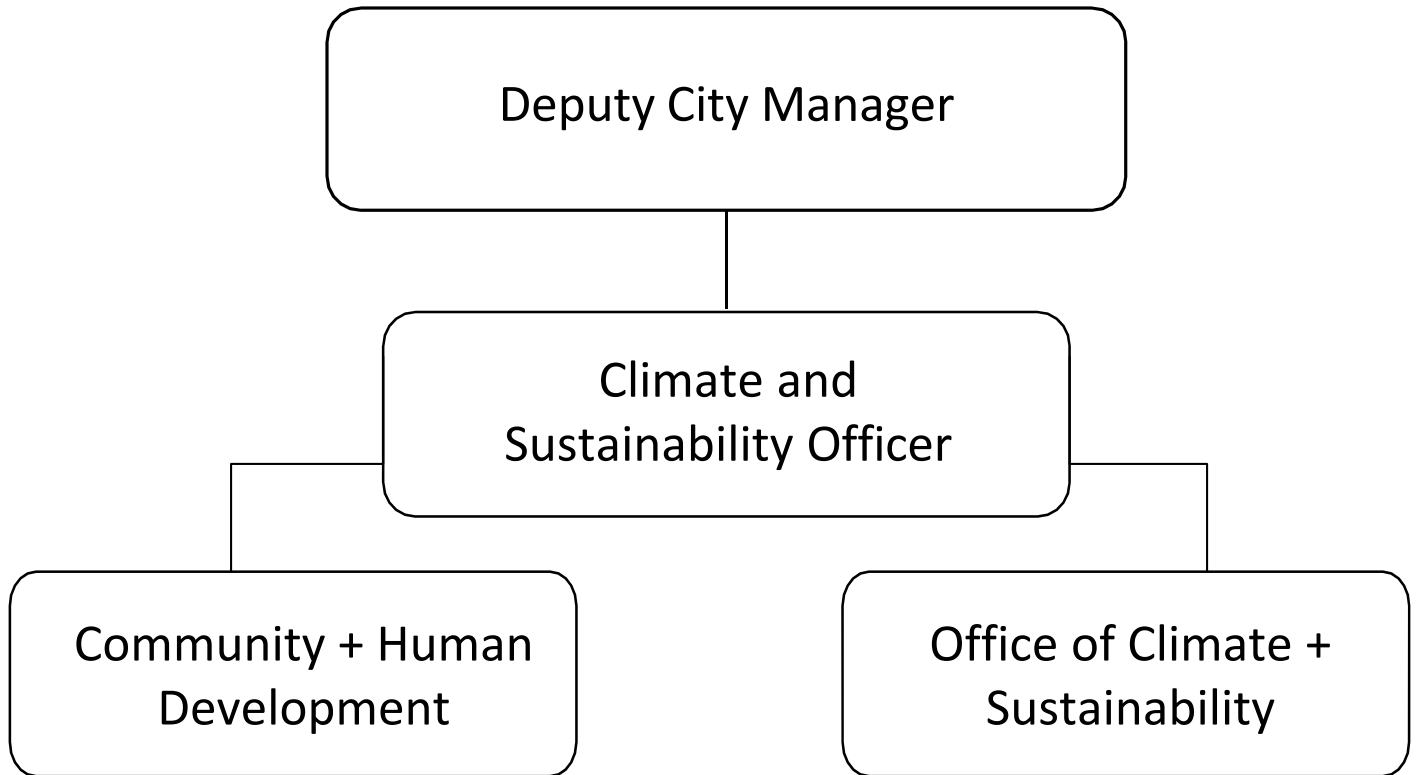 Deputy City Manager
Climate and
Sustainability Officer
Community + Human
Development
Office of Climate +
Sustainability